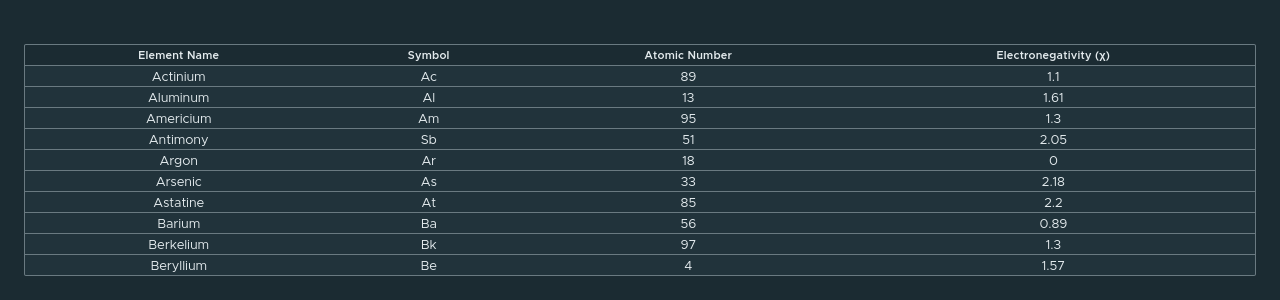 Element Name Symbol Atomic Number Electronegativity (χ)
Actinium Ac 89 1.1
Aluminum Al 13 1.61
Americium Am 95 1.3
Antimony Sb 51 2.05
Argon Ar 18 0
Arsenic As 33 2.18
Astatine At 85 2.2
Barium Ba 56 0.89
Berkelium Bk 97 1.3
Beryllium Be 4 1.57